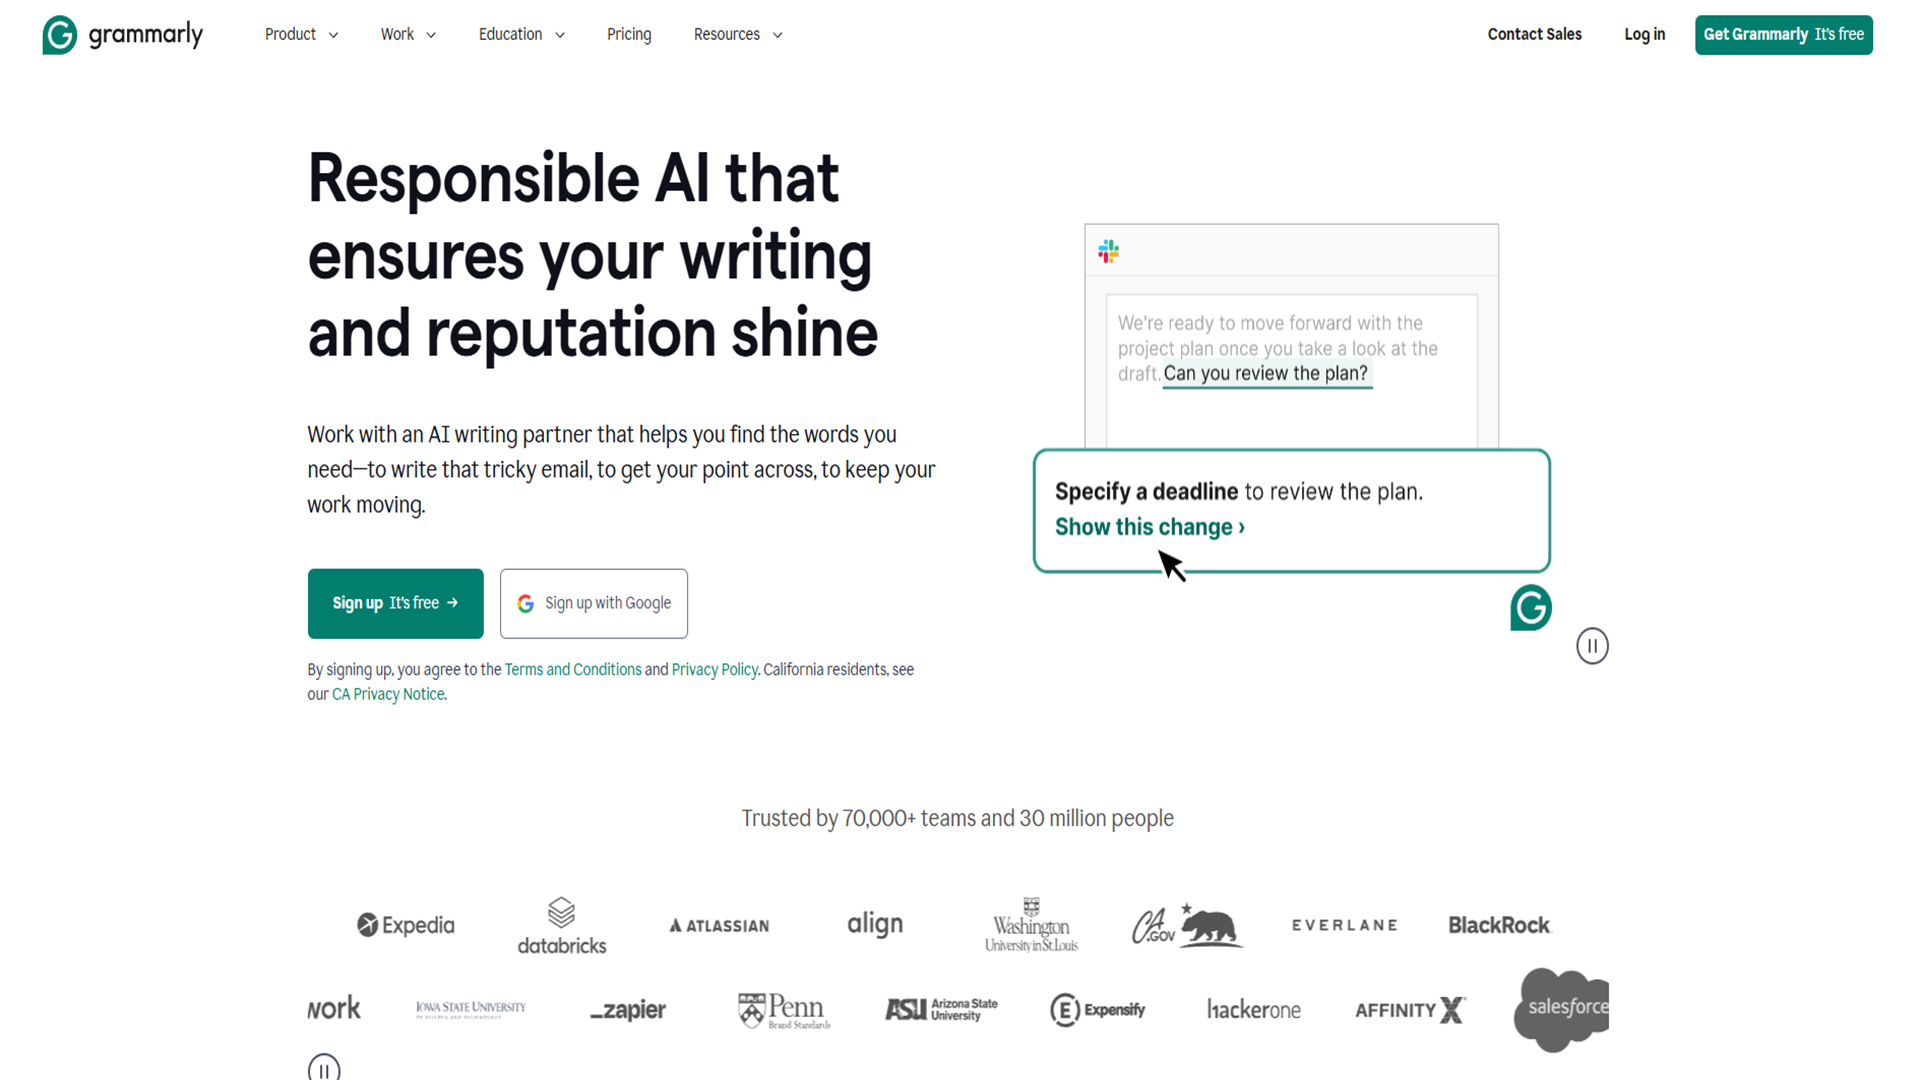 grammarly
Product
Work
Education
Pricing
Resources
Contact Sales
Log in
Get Grammarly It's free
Responsible AI that
ensures your writing
and reputation shine
Work with an AI writing partner that helps you find the words you
need—to write that tricky email, to get your point across, to keep your
work moving.
Sign up It's free →
Sign up with Google
By signing up, you agree to the Terms and Conditions and Privacy Policy. California residents, see
our CA Privacy Notice.
We're ready to move forward with the
project plan once you take a look at the
draft. Can you review the plan?
Specify a deadline to review the plan.
Show this change ›
Trusted by 70,000+ teams and 30 million people
Expedia
databricks
ATLASSIAN
align
Washington
University in St. Louis
CA
.GOV
EVERLANE
BlackRock
work
IOWA STATE UNIVERSITY
_zapier
Penn
Brand Standards
ASU Arizona State
University
Expensify
hackerone
AFFINITY X
salesforce